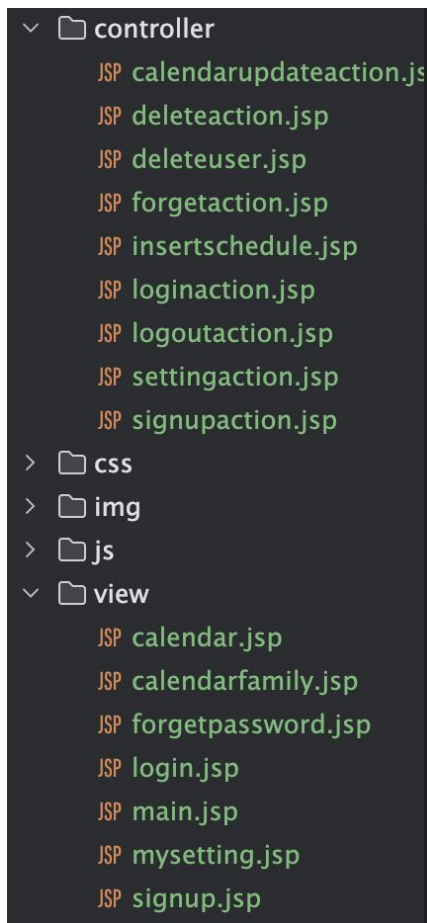 controller
JSP calendarupdateaction.js
JSP deleteaction.jsp
JSP deleteuser.jsp
JSP forgetaction.jsp
JSP insertschedule.jsp
JSP loginaction.jsp
JSP logoutaction.jsp
JSP settingaction.jsp
JSP signupaction.jsp
css
img
js
view
JSP calendar.jsp
JSP calendarfamily.jsp
JSP forgetpassword.jsp
JSP login.jsp
JSP main.jsp
JSP mysetting.jsp
JSP signup.jsp